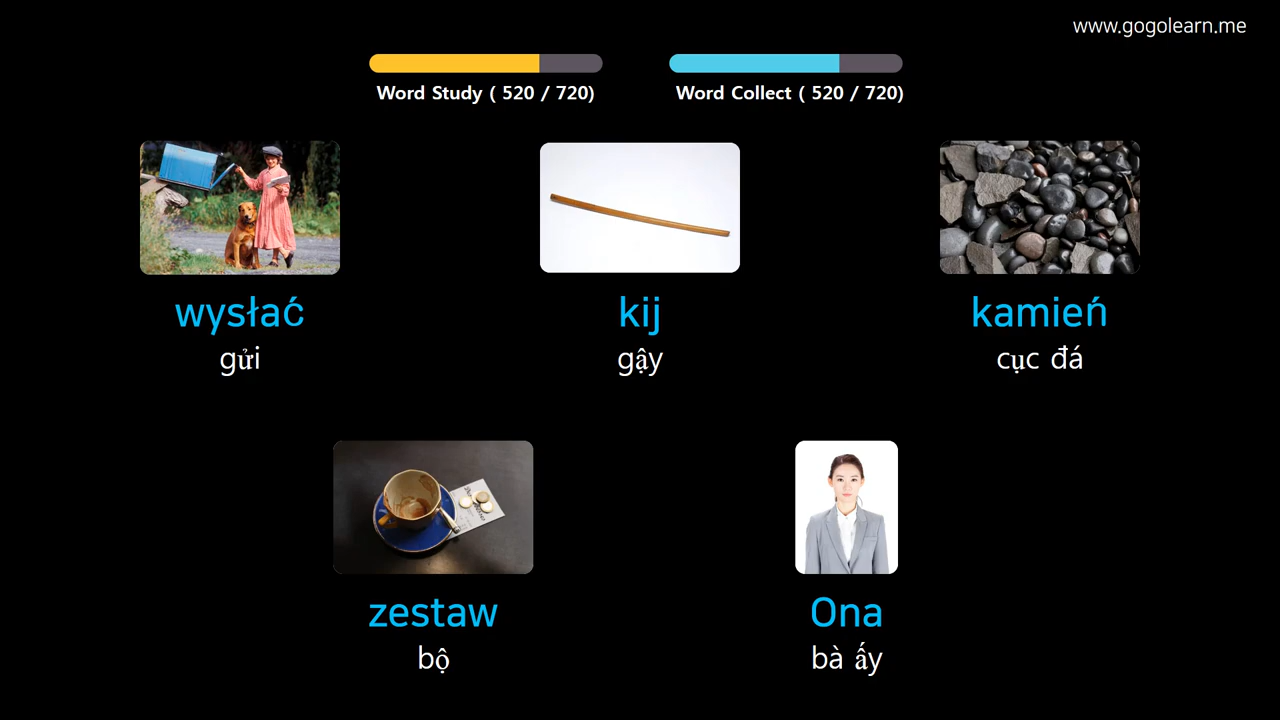 www.gogolearn.me
Word Study ( 520 / 720)
Word Collect ( 520 / 720)
wysłać
gửi
kij
gậy
kamień
cục đá
zestaw
bộ
Ona
bà ấy